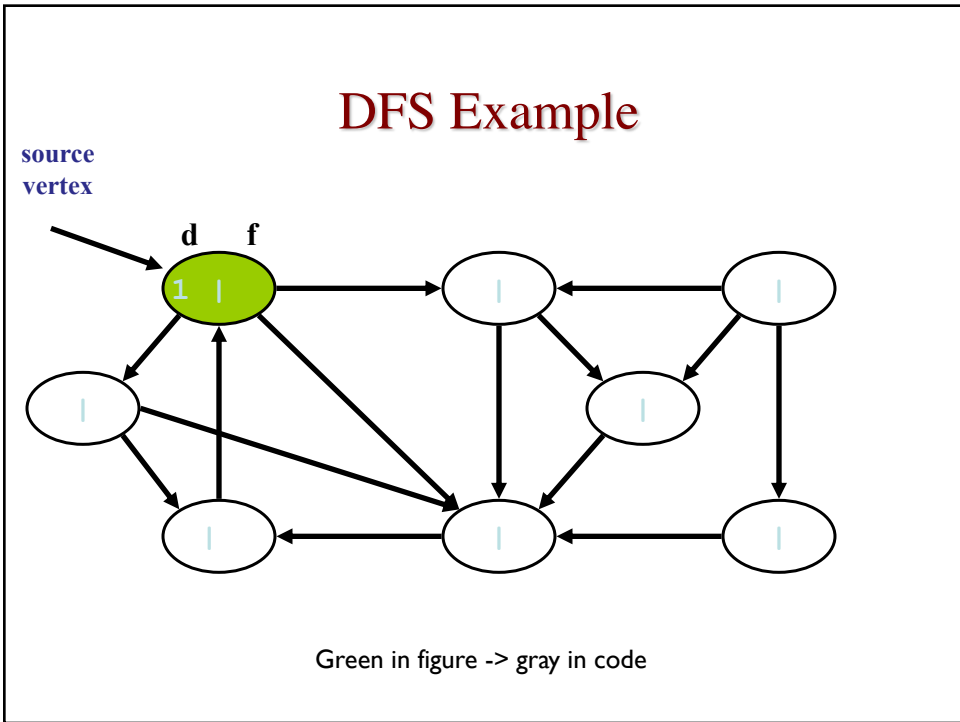 DFS Example
source
vertex
d f
1 | | |
| |
| | |
Green in figure -> gray in code